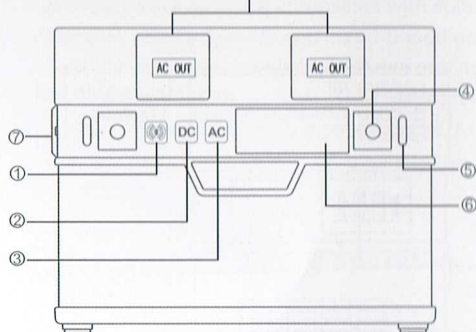 AC OUT AC OUT
④
⑦ DC AC
① ⑤
② ⑥
③